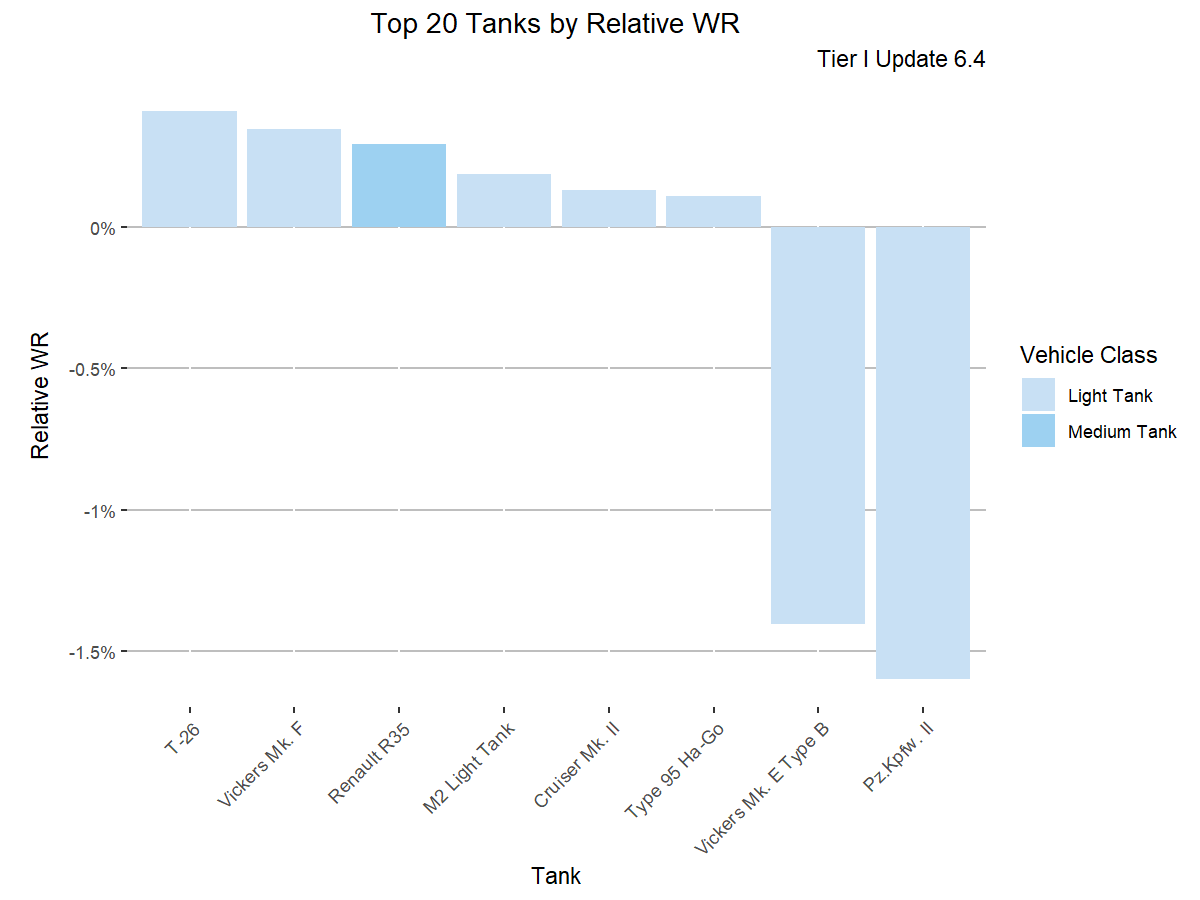 Top 20 Tanks by Relative WR
Tier I Update 6.4
Relative WR
0%
-0.5%
-1%
-1.5%
T-26
Vickers Mk. F
Renault R35
M2 Light Tank
Cruiser Mk. II
Type 95 Ha-Go
Vickers Mk. E Type B
Pz.Kpfw. II
Tank
Vehicle Class
Light Tank
Medium Tank